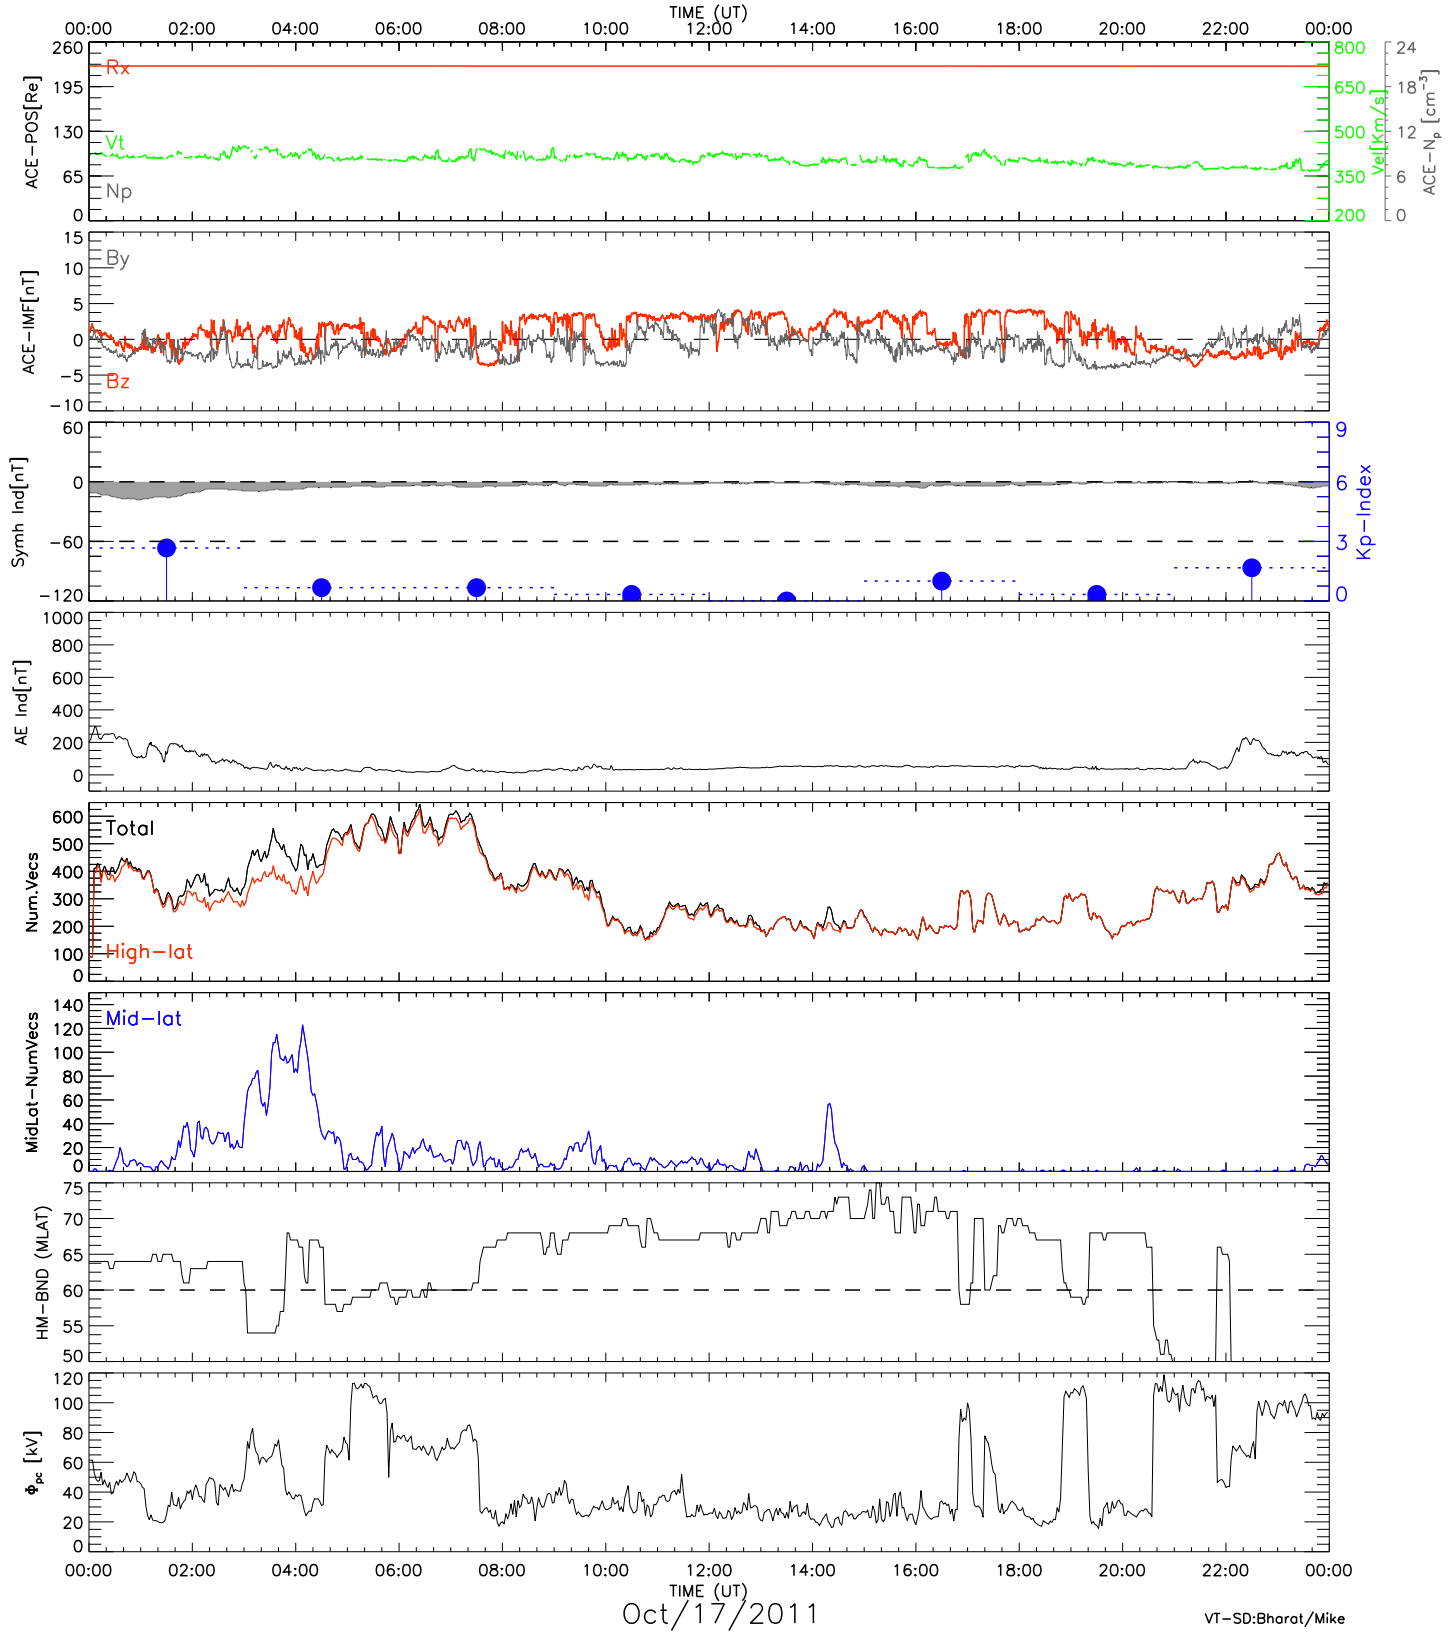 TIME (UT)
00:00 02:00 04:00 06:00 08:00 10:00 12:00 14:00 16:00 18:00 20:00 22:00 00:00
ACE-POS[Re]
260
195
130
65
0
Rx
Vt
Np
800
650
500
350
200
Vel[Km/s]
24
18
12
6
0
ACE-Np [cm-3]
ACE-IMF[nT]
15
10
5
0
-5
-10
By
Bz
Symh Ind[nT]
60
0
-60
-120
9
6
3
0
Kp-Index
AE Ind[nT]
1000
800
600
400
200
0
Num.Vecs
600
500
400
300
200
100
0
Total
High-lat
MidLat-NumVecs
140
120
100
80
60
40
20
0
Mid-lat
HM-BND (MLAT)
75
70
65
60
55
50
Φpc [kV]
120
100
80
60
40
20
0
00:00 02:00 04:00 06:00 08:00 10:00 12:00 14:00 16:00 18:00 20:00 22:00 00:00
TIME (UT)
Oct/17/2011
VT-SD:Bharat/Mike